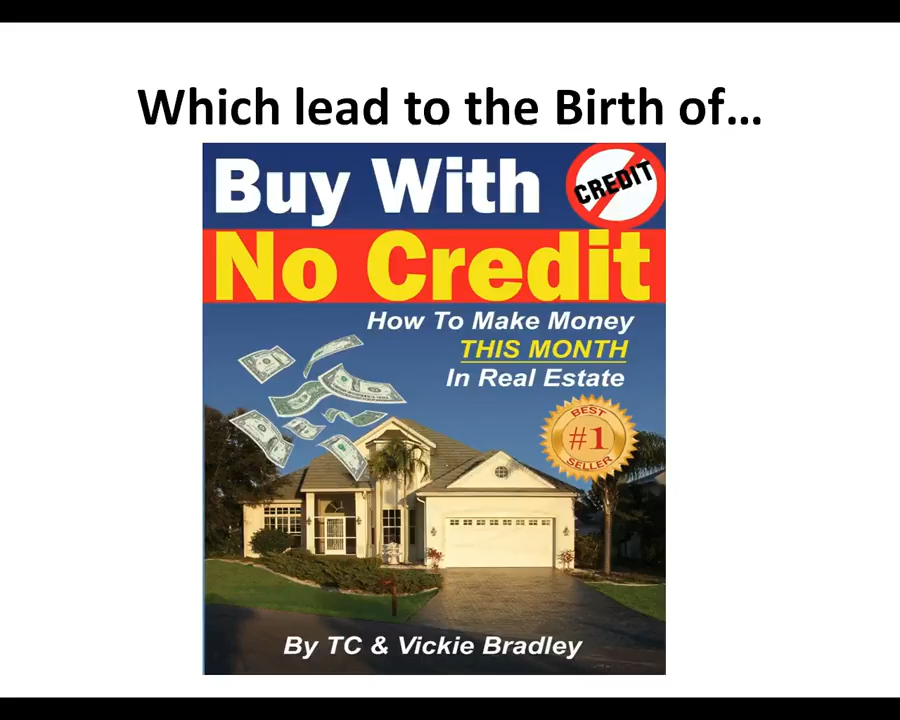 Which lead to the Birth of...
Buy With
CREDIT
No Credit
How To Make Money
THIS MONTH
In Real Estate
BEST
#1
SELLER
By TC & Vickie Bradley